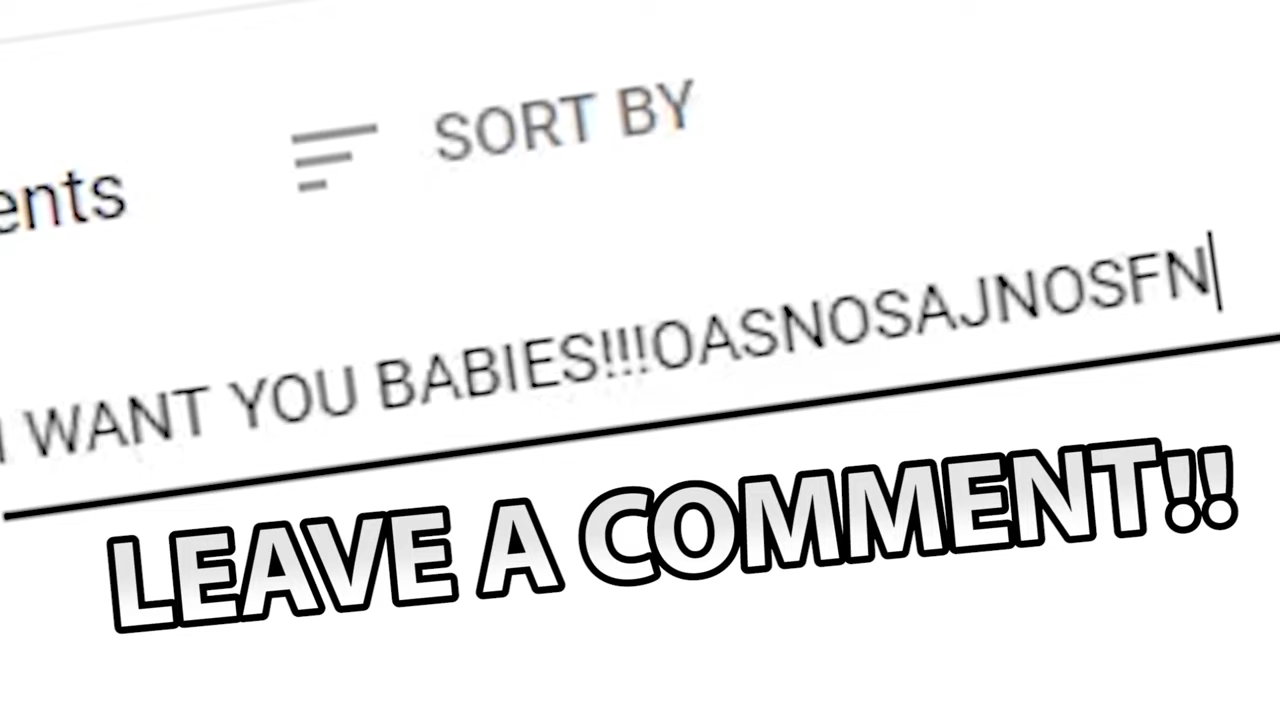 SORT BY
ents
I WANT YOU BABIES!!!OASNOSAJNOSFN
LEAVE A COMMENT!!